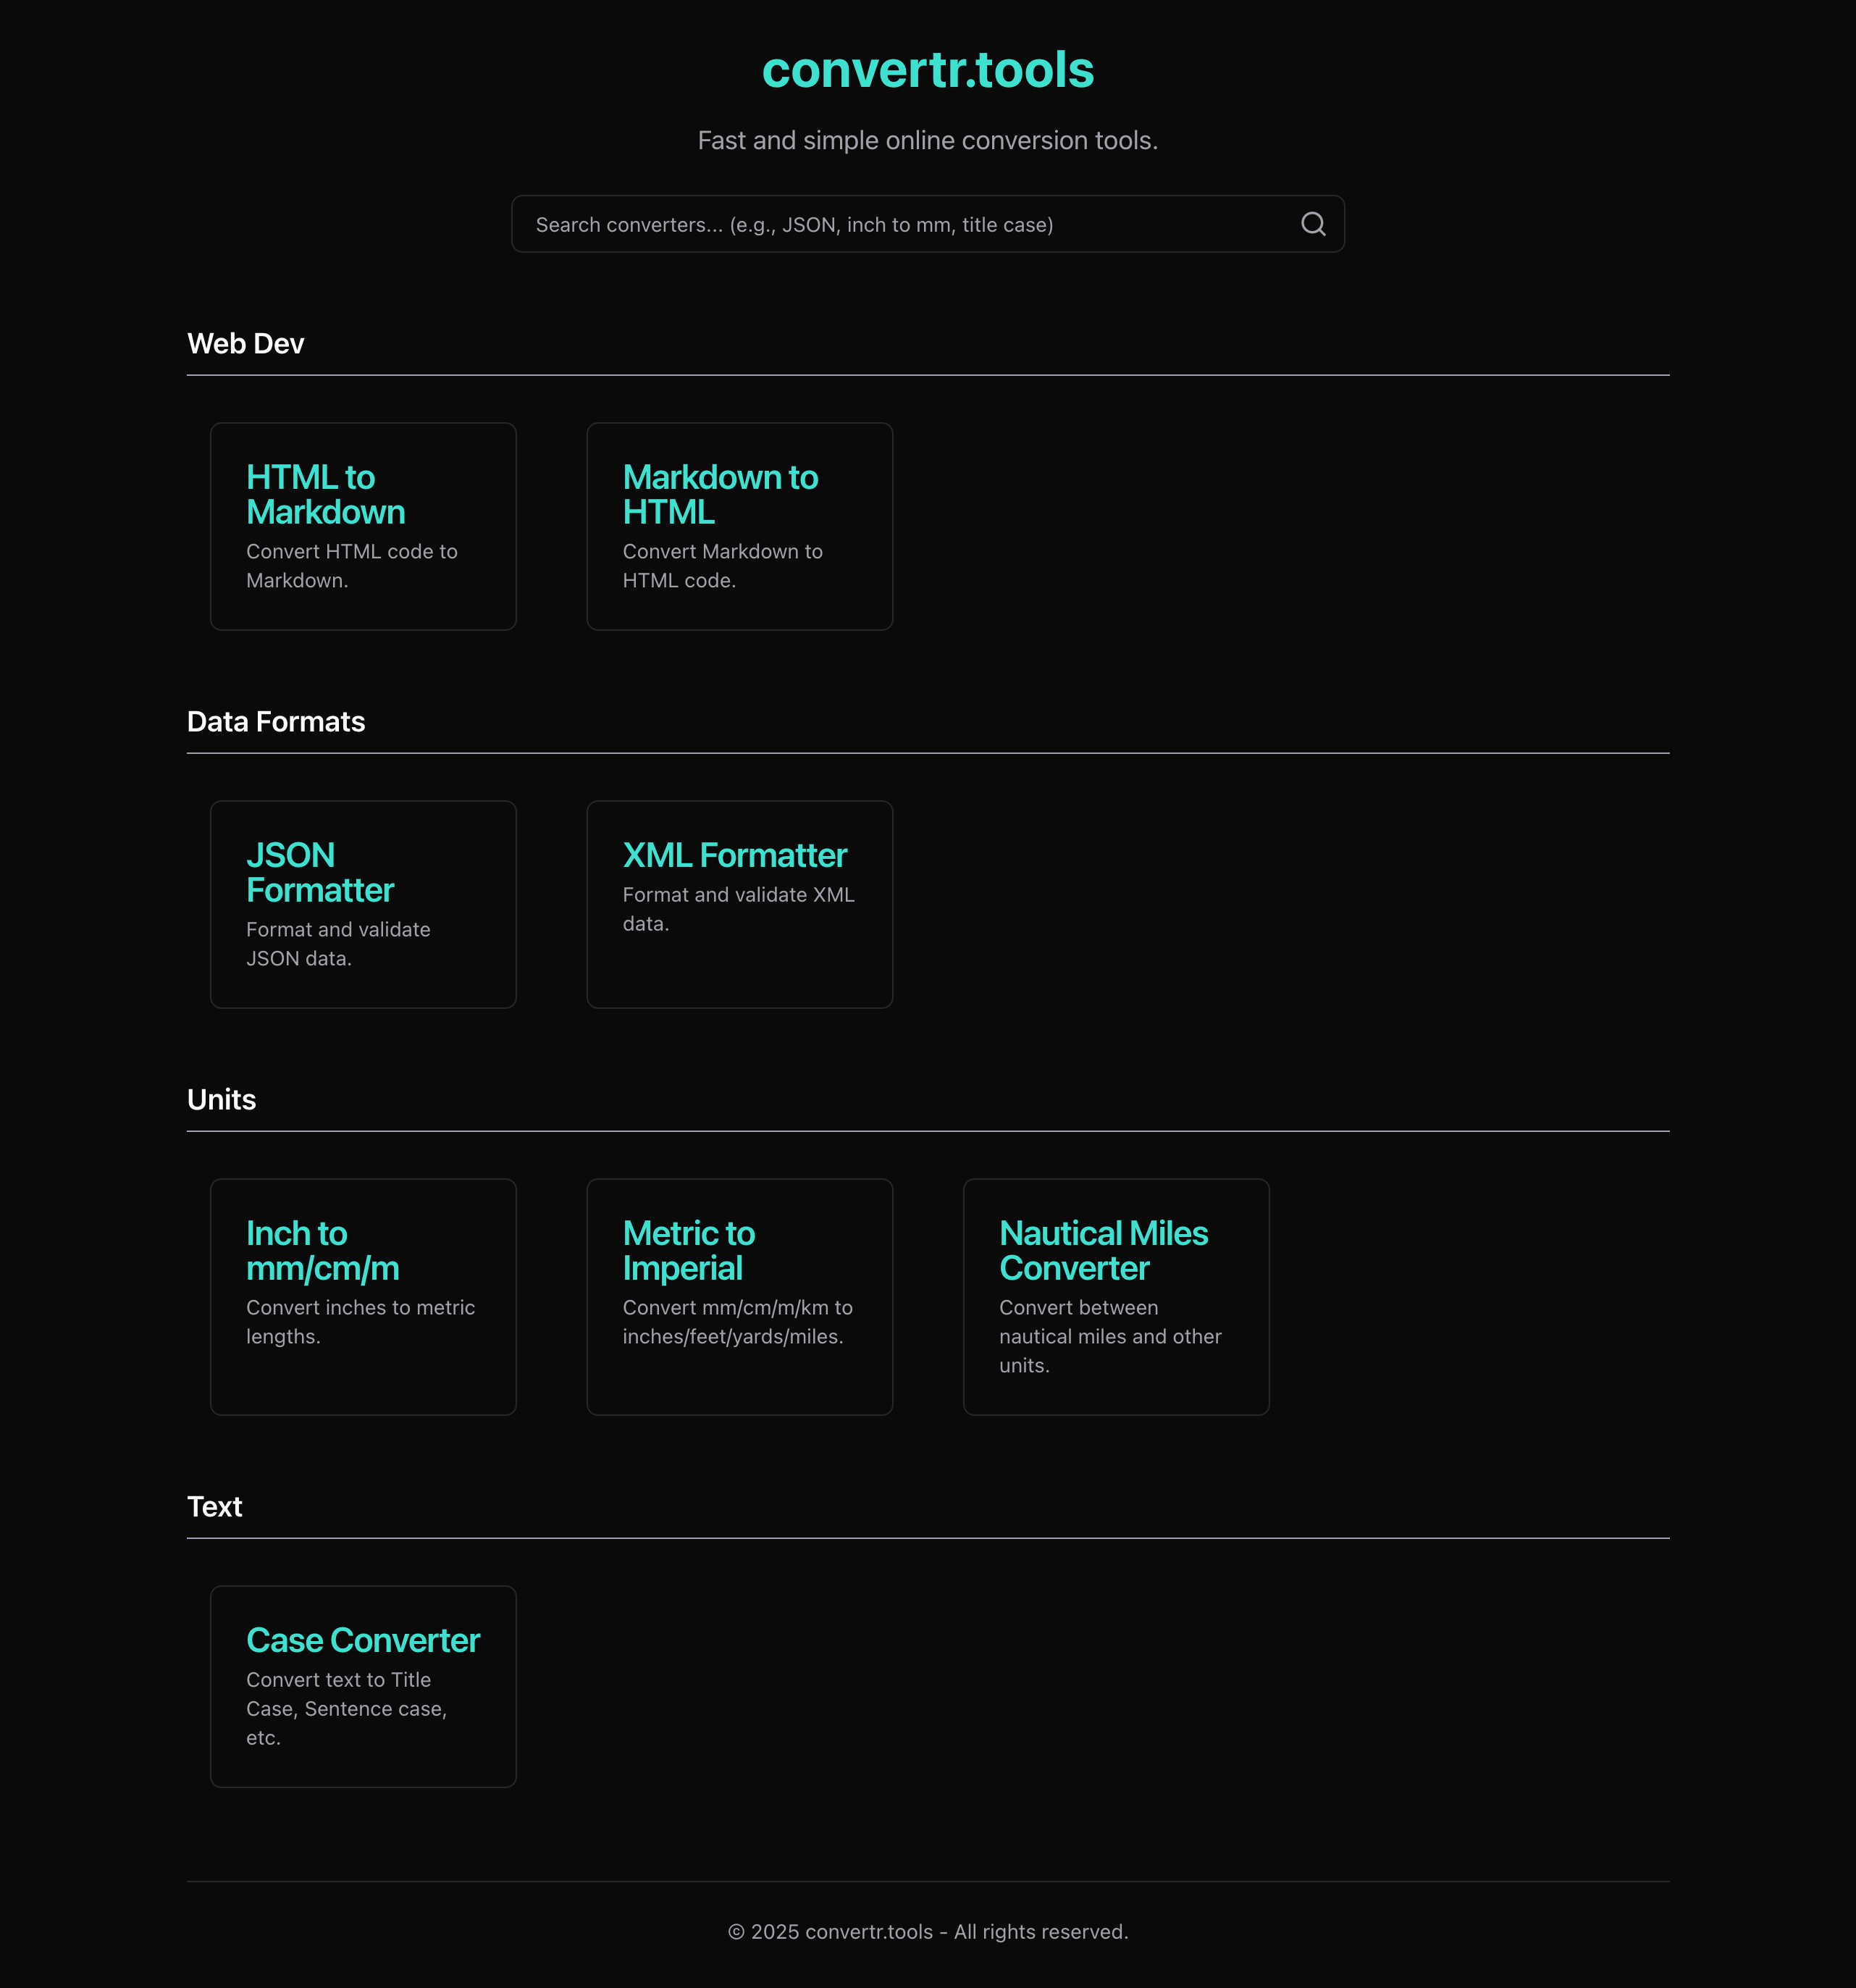 convertr.tools
Fast and simple online conversion tools.
Search converters... (e.g., JSON, inch to mm, title case)
Web Dev
HTML to
Markdown
Convert HTML code to
Markdown.
Markdown to
HTML
Convert Markdown to
HTML code.
Data Formats
JSON
Formatter
Format and validate
JSON data.
XML Formatter
Format and validate XML
data.
Units
Inch to
mm/cm/m
Convert inches to metric
lengths.
Metric to
Imperial
Convert mm/cm/m/km to
inches/feet/yards/miles.
Nautical Miles
Converter
Convert between
nautical miles and other
units.
Text
Case Converter
Convert text to Title
Case, Sentence case,
etc.
© 2025 convertr.tools - All rights reserved.